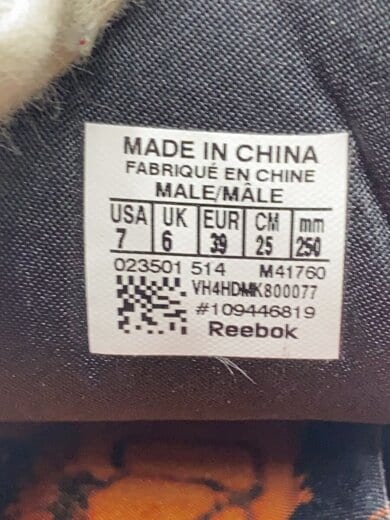 MADE IN CHINA
FABRIQUÉ EN CHINE
MALE/MÂLE
USA UK EUR CM mm
7 6 39 25 250
023501 514 M41760
VH4HDMK800077
#109446819
Reebok